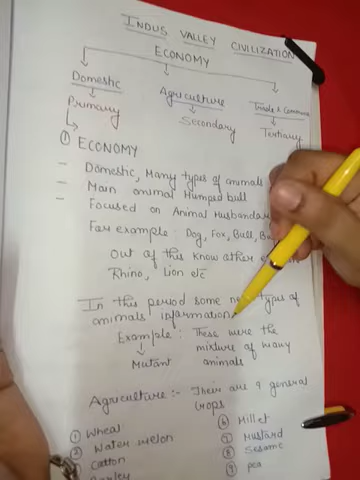 INDUS VALLEY CIVILIZATION
ECONOMY
Domestic Agriculture Trade & Commerce
Primary Secondary Tertiary
① ECONOMY
- Domestic, Many types of animals
- Main animal Humped bull
- Focused on Animal Husbandar
For example: Dog, Fox, Bull,
Out of this know other
Rhino, Lion etc
In this period some new types of
animals information
Example: These were the
mixture of many
Mutant animals
Agriculture :- Their are 9 general
crops
① Wheat ⑥ Millet
② Water melon ⑦ Mustard
③ Cotton ⑧ Sesame
Barley ⑨ Pea